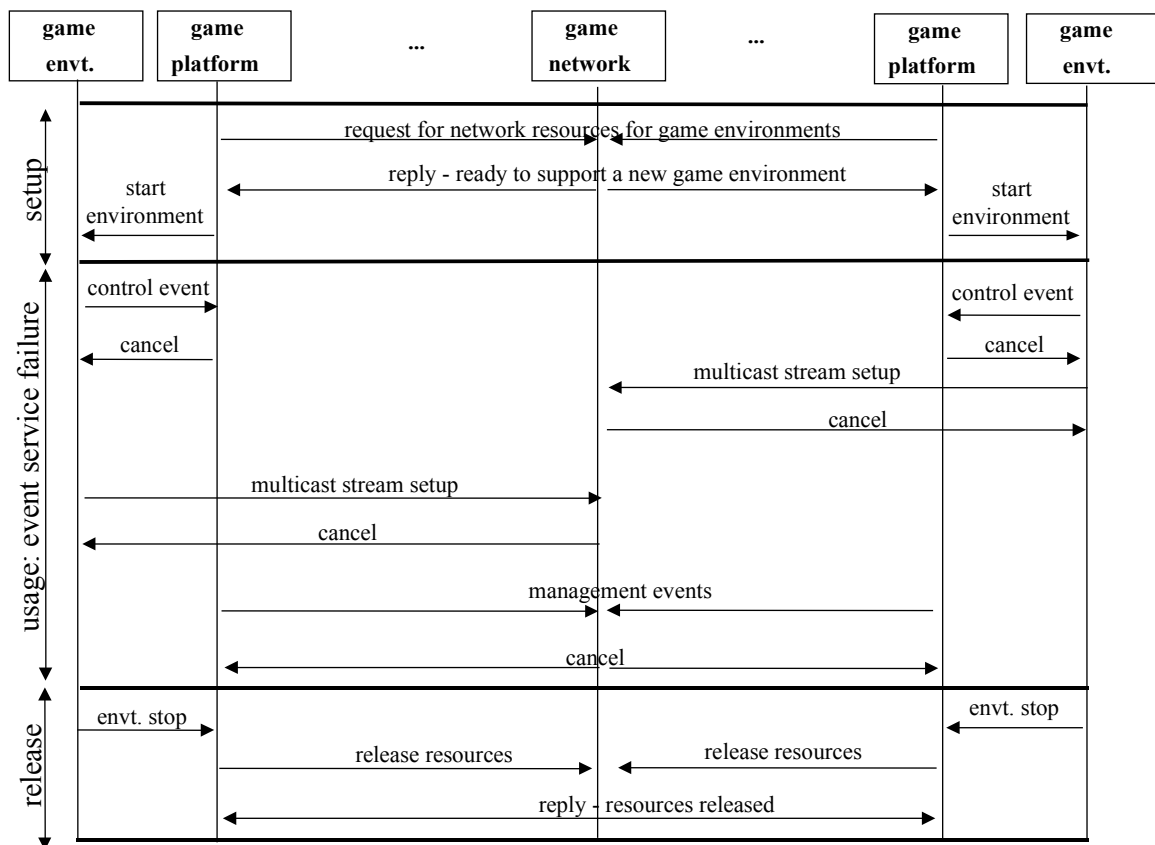 game
envt.
game
platform
...
game
network
...
game
platform
game
envt.
setup
request for network resources for game environments
reply - ready to support a new game environment
start
environment
start
environment
usage: event service failure
control event
control event
cancel
cancel
multicast stream setup
cancel
multicast stream setup
cancel
management events
cancel
release
envt. stop
envt. stop
release resources
release resources
reply - resources released